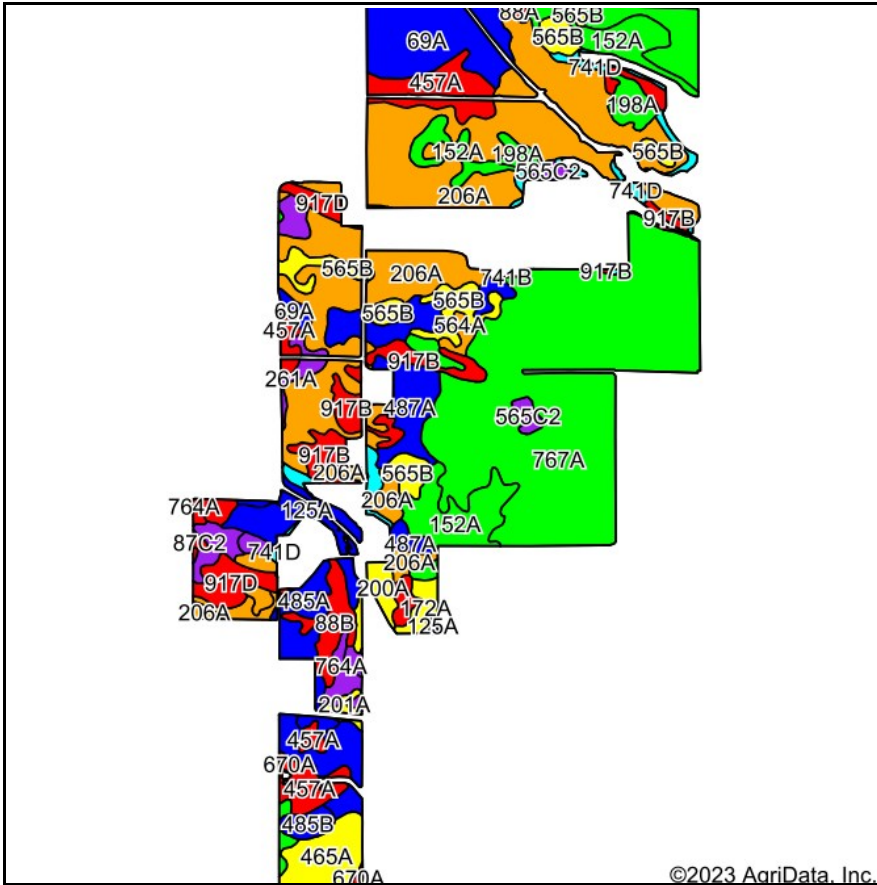 88A
565B
69A
565B
152A
741D
457A
198A
152A
198A
565B
565C2
741D
206A
917D
917B
565B
206A
741B
917B
565B
69A
565B
564A
457A
917B
261A
917B
487A
565C2
917B
767A
206A
565B
206A
764A
125A
152A
87C2
741D
487A
206A
917D
200A
206A
485A
172A
88B
125A
764A
201A
457A
670A
457A
485B
465A
670A
©2023 AgriData, Inc.